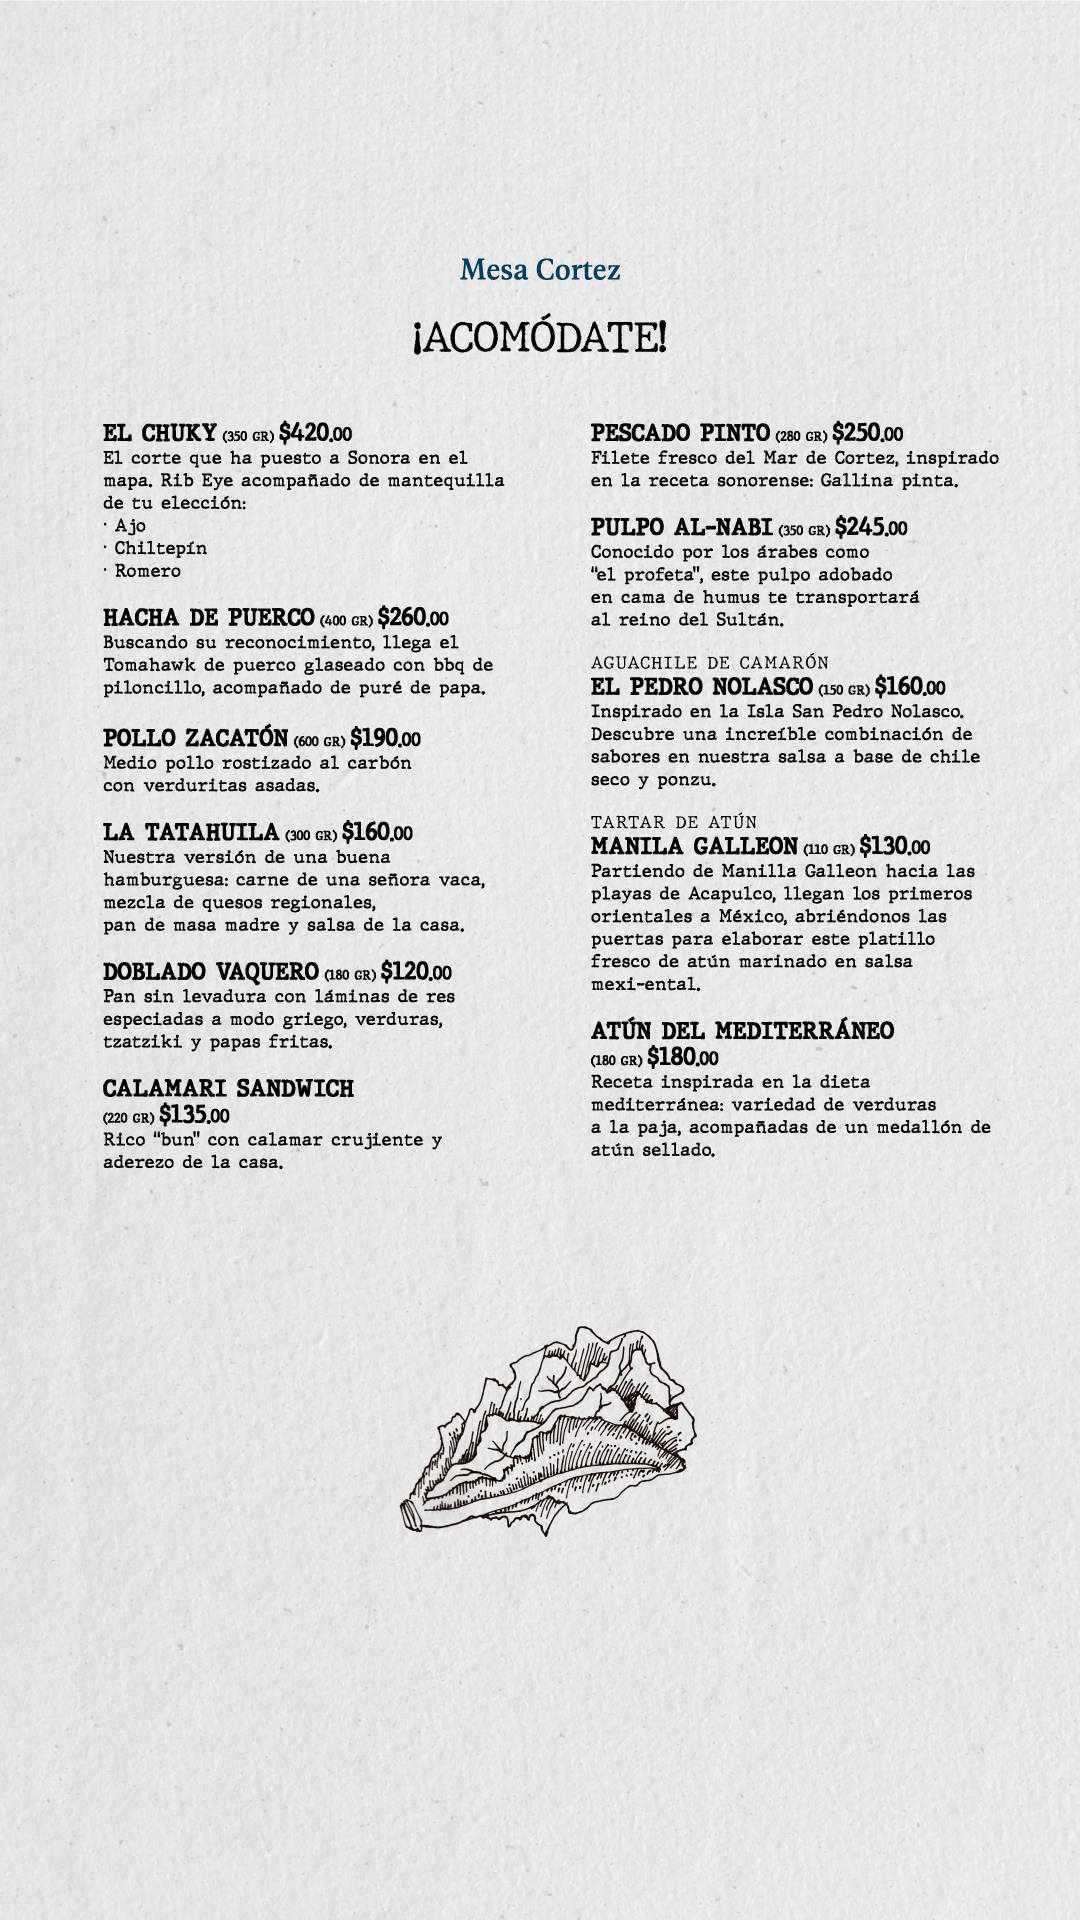 Mesa Cortez
¡ACOMÓDATE!
EL CHUKY (350 GR) $420.00
El corte que ha puesto a Sonora en el
mapa. Rib Eye acompañado de mantequilla
de tu elección:
· Ajo
· Chiltepín
· Romero
HACHA DE PUERCO (400 GR) $260.00
Buscando su reconocimiento, llega el
Tomahawk de puerco glaseado con bbq de
piloncillo, acompañado de puré de papa.
POLLO ZACATÓN (600 GR) $190.00
Medio pollo rostizado al carbón
con verduritas asadas.
LA TATAHUILA (300 GR) $160.00
Nuestra versión de una buena
hamburguesa: carne de una señora vaca,
mezcla de quesos regionales,
pan de masa madre y salsa de la casa.
DOBLADO VAQUERO (180 GR) $120.00
Pan sin levadura con láminas de res
especiadas a modo griego, verduras,
tzatziki y papas fritas.
CALAMARI SANDWICH
(220 GR) $135.00
Rico "bun" con calamar crujiente y
aderezo de la casa.
PESCADO PINTO (280 GR) $250.00
Filete fresco del Mar de Cortez, inspirado
en la receta sonorense: Gallina pinta.
PULPO AL-NABI (350 GR) $245.00
Conocido por los árabes como
"el profeta", este pulpo adobado
en cama de humus te transportará
al reino del Sultán.
AGUACHILE DE CAMARÓN
EL PEDRO NOLASCO (150 GR) $160.00
Inspirado en la Isla San Pedro Nolasco.
Descubre una increíble combinación de
sabores en nuestra salsa a base de chile
seco y ponzu.
TARTAR DE ATÚN
MANILA GALLEON (110 GR) $130.00
Partiendo de Manilla Galleon hacia las
playas de Acapulco, llegan los primeros
orientales a México, abriéndonos las
puertas para elaborar este platillo
fresco de atún marinado en salsa
mexi-ental.
ATÚN DEL MEDITERRÁNEO
(180 GR) $180.00
Receta inspirada en la dieta
mediterránea: variedad de verduras
a la paja, acompañadas de un medallón de
atún sellado.